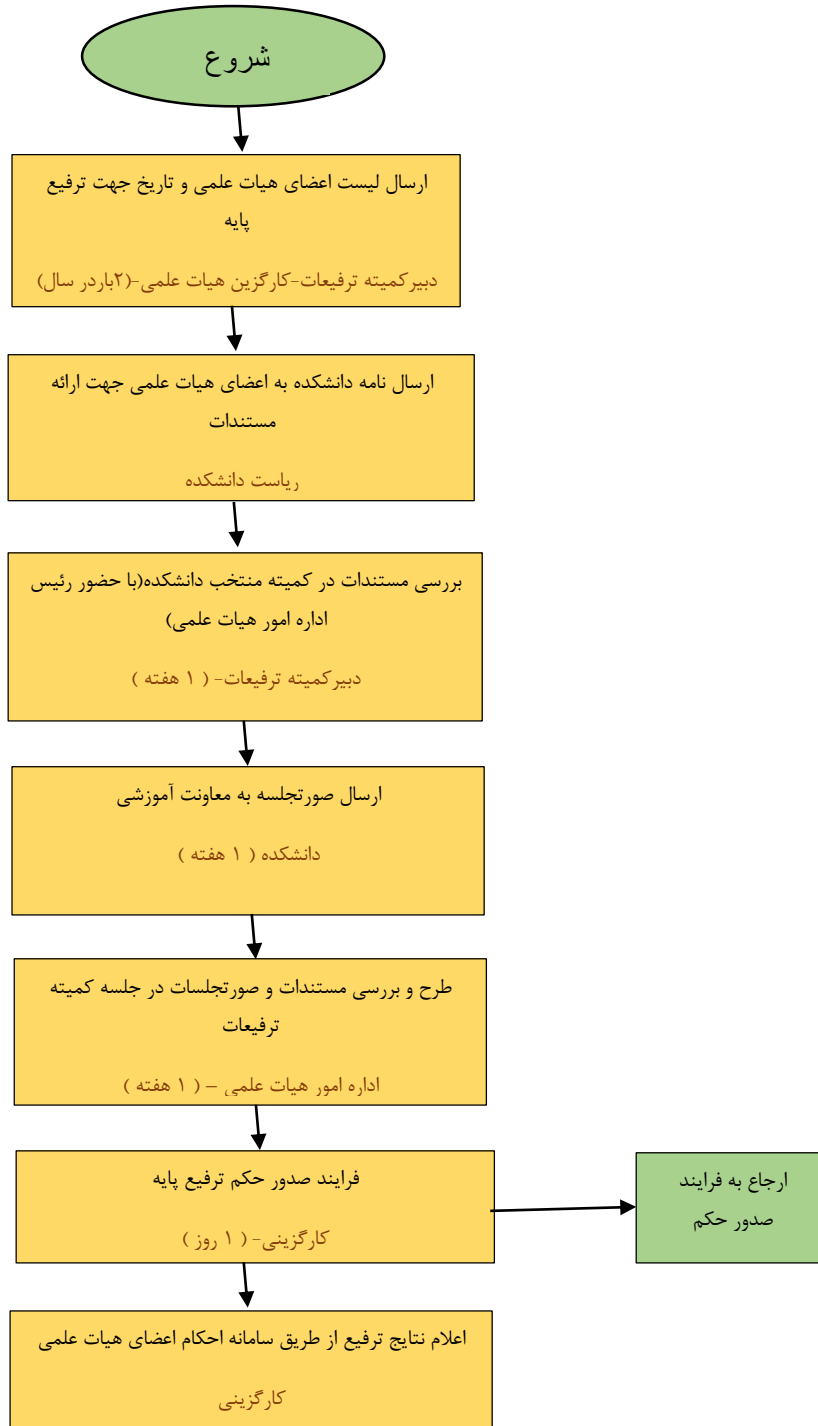 شروع
ارسال لیست اعضای هیات علمی و تاریخ جهت ترفیع
پایه
دبیرکمیته ترفیعات-کارگزین هیات علمی-(۲باردر سال)
ارسال نامه دانشکده به اعضای هیات علمی جهت ارائه
مستندات
ریاست دانشکده
بررسی مستندات در کمیته منتخب دانشکده(با حضور رئیس
اداره امور هیات علمی)
دبیرکمیته ترفیعات- ( ۱ هفته )
ارسال صورتجلسه به معاونت آموزشی
دانشکده ( ۱ هفته )
طرح و بررسی مستندات و صورتجلسات در جلسه کمیته
ترفیعات
اداره امور هیات علمی – ( ۱ هفته )
فرایند صدور حکم ترفیع پایه
کارگزینی- ( ۱ روز )
ارجاع به فرایند
صدور حکم
اعلام نتایج ترفیع از طریق سامانه احکام اعضای هیات علمی
کارگزینی